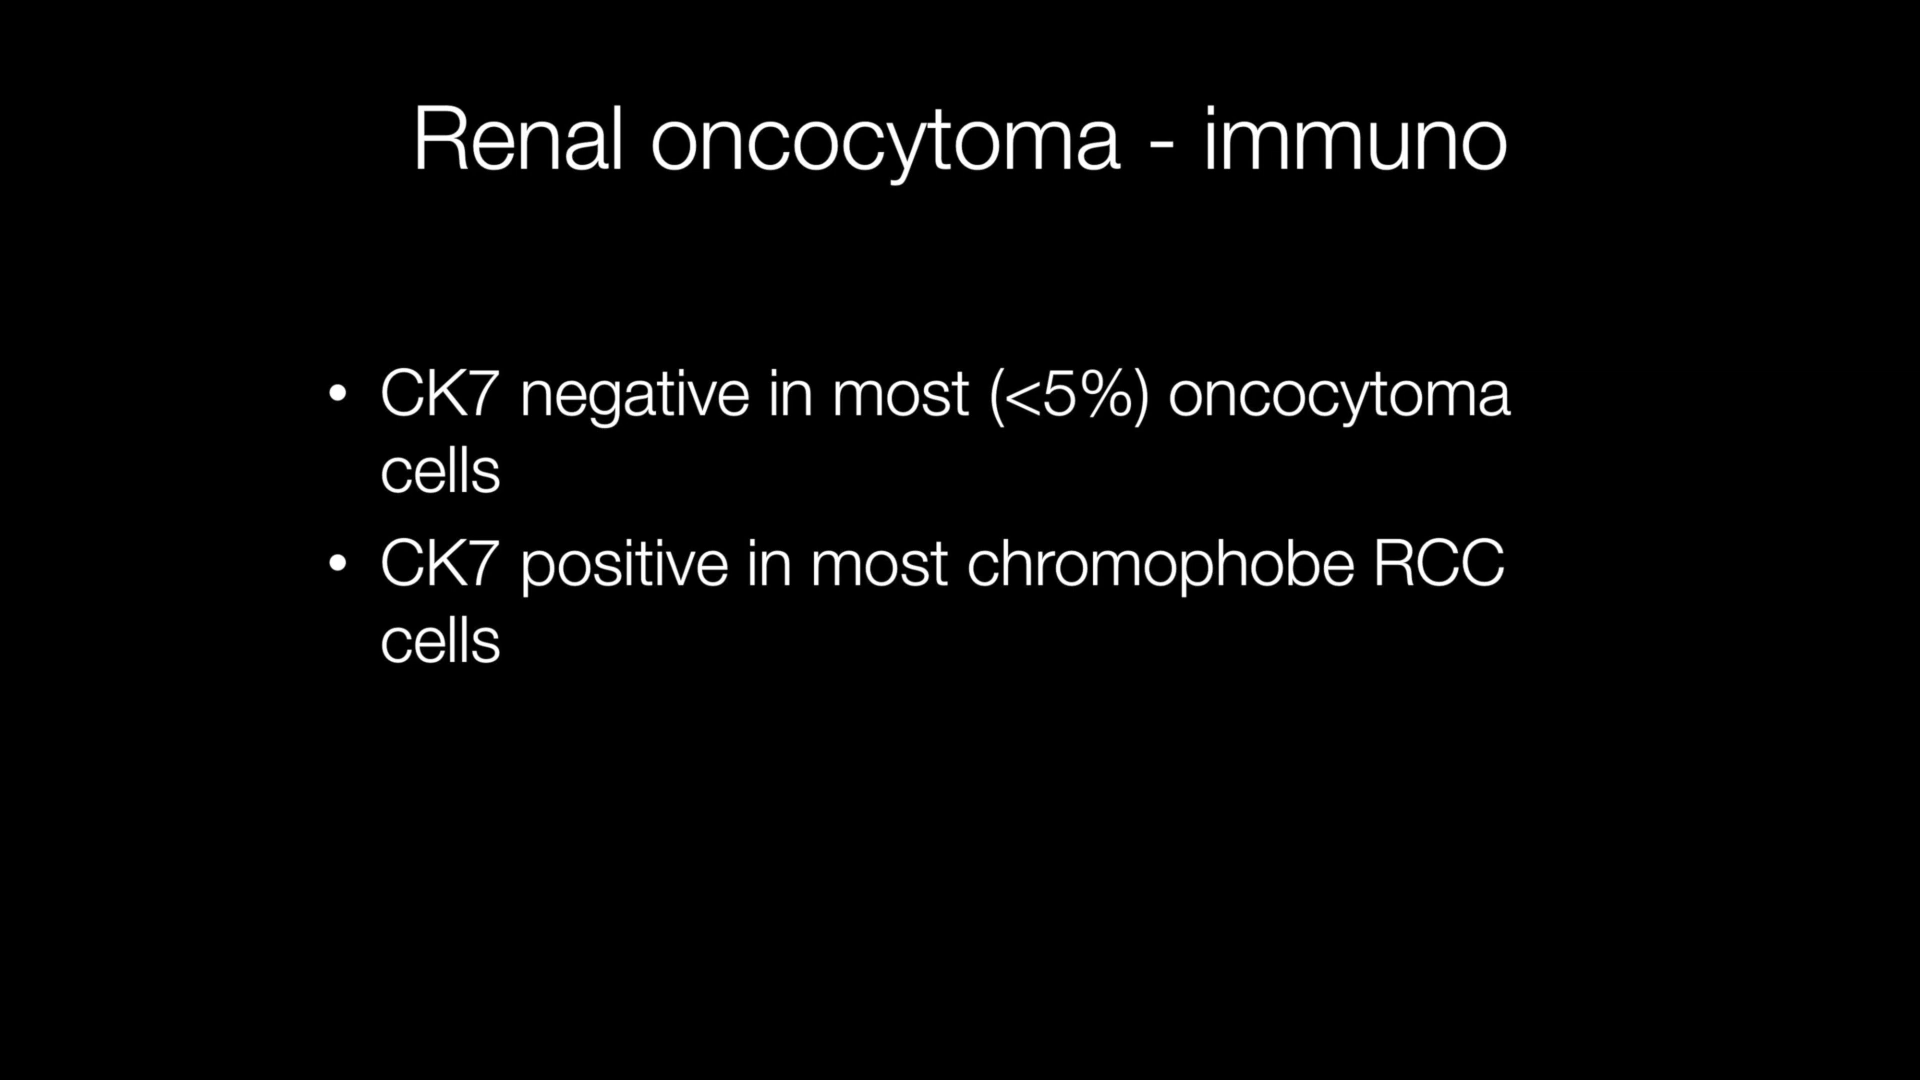 Renal oncocytoma - immuno
• CK7 negative in most (<5%) oncocytoma
cells
• CK7 positive in most chromophobe RCC
cells